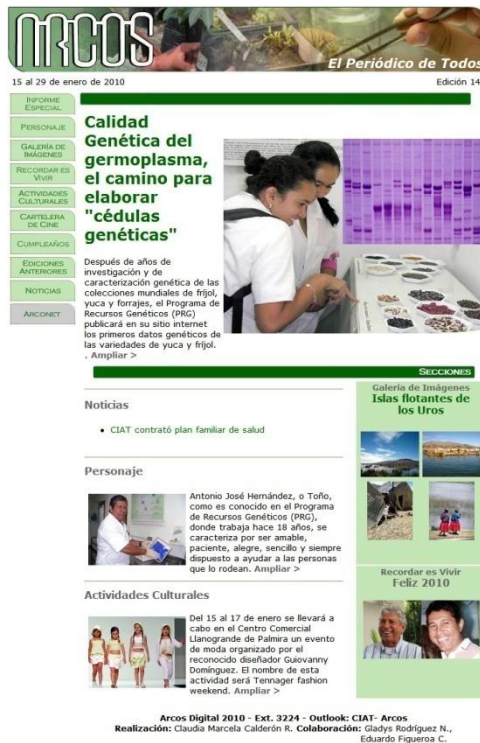 ARCOS
El Periódico de Todos
15 al 29 de enero de 2010
Edición 14
INFORME
ESPECIAL
PERSONAJE
GALERÍA DE
IMÁGENES
RECORDAR ES
VIVIR
ACTIVIDADES
CULTURALES
CARTELERA
DE CINE
CUMPLEAÑOS
EDICIONES
ANTERIORES
NOTICIAS
ARCONET
Calidad
Genética del
germoplasma,
el camino para
elaborar
"cédulas
genéticas"
Después de años de
investigación y de
caracterización genética de las
colecciones mundiales de fríjol,
yuca y forrajes, el Programa de
Recursos Genéticos (PRG)
publicará en su sitio internet
los primeros datos genéticos de
las variedades de yuca y fríjol.
. Ampliar >
SECCIONES
Noticias
• CIAT contrató plan familiar de salud
Personaje
Antonio José Hernández, o Toño,
como es conocido en el Programa
de Recursos Genéticos (PRG),
donde trabaja hace 18 años, se
caracteriza por ser amable,
paciente, alegre, sencillo y siempre
dispuesto a ayudar a las personas
que lo rodean. Ampliar >
Actividades Culturales
Del 15 al 17 de enero se llevará a
cabo en el Centro Comercial
Llanogrande de Palmira un evento
de moda organizado por el
reconocido diseñador Guiovanny
Domínguez. El nombre de esta
actividad será Tennager fashion
weekend. Ampliar >
Galería de Imágenes
Islas flotantes de
los Uros
Recordar es Vivir
Feliz 2010
Arcos Digital 2010 - Ext. 3224 - Outlook: CIAT- Arcos
Realización: Claudia Marcela Calderón R. Colaboración: Gladys Rodríguez N.,
Eduardo Figueroa C.